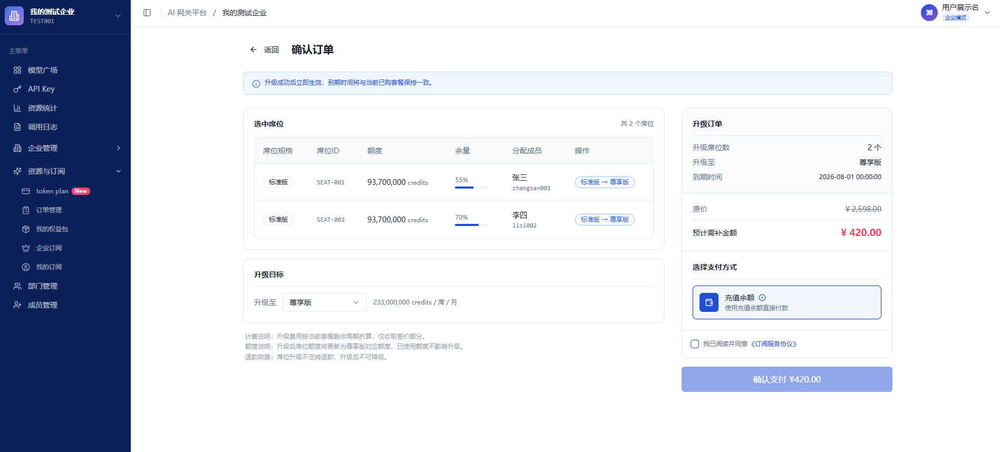 我的测试企业
TEST001
主菜单
模型广场
API Key
资源统计
调用日志
企业管理
资源与订阅
token plan New
订单管理
我的权益包
企业订阅
我的订阅
部门管理
成员管理
AI 网关平台 / 我的测试企业
测 用户展示名
企业模式
返回 确认订单
升级成功后立即生效，到期时间将与当前已购套餐保持一致。
选中席位 共 2 个席位
席位规格 席位ID 额度 余量 分配成员 操作
标准版 SEAT-001 93,700,000 credits 55% 张三 zhangsan001 标准版 → 尊享版
标准版 SEAT-002 93,700,000 credits 70% 李四 lisi002 标准版 → 尊享版
升级目标
升级至 尊享版 233,000,000 credits / 席 / 月
计费说明：升级费用按当前套餐剩余周期折算，仅收取差价部分。
额度说明：升级后席位额度将更新为尊享版对应额度，已使用额度不影响升级。
退款政策：席位升级不支持退款，升级后不可降级。
升级订单
升级席位数 2 个
升级至 尊享版
到期时间 2026-08-01 00:00:00
原价 ¥ 2,598.00
预计需补金额 ¥ 420.00
选择支付方式
充值余额
使用充值余额直接付款
我已阅读并同意《订阅服务协议》
确认支付 ¥420.00